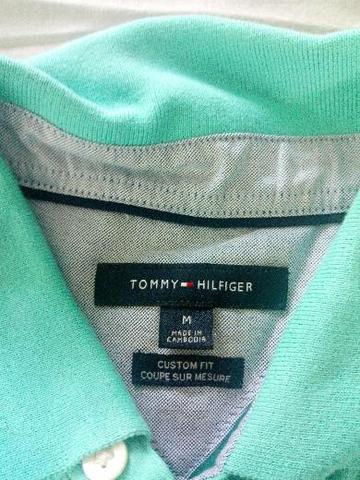 TOMMY HILFIGER
M
MADE IN
CAMBODIA
CUSTOM FIT
COUPE SUR MESURE